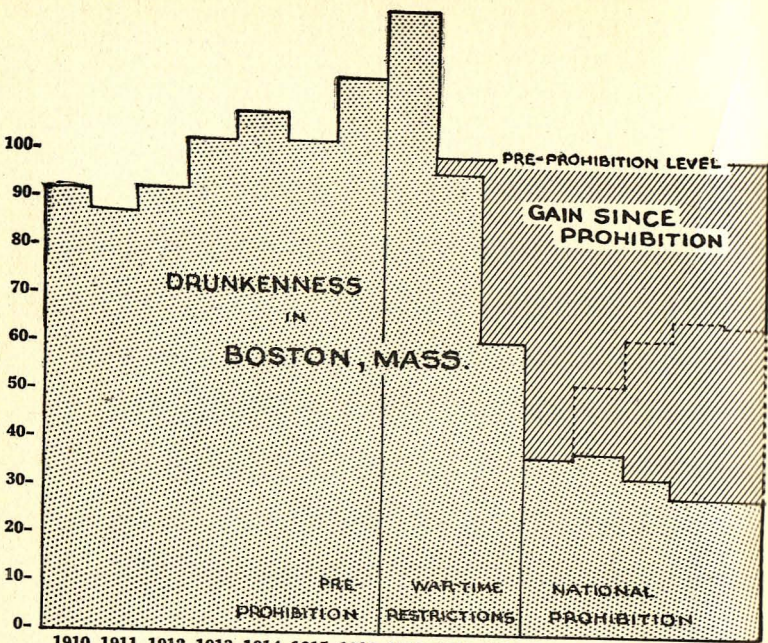 100-
90-
80-
70-
60-
50-
40-
30-
20-
10-
0-
PRE-PROHIBITION LEVEL
GAIN SINCE
PROHIBITION
DRUNKENNESS
IN
BOSTON, MASS.
PRE-
PROHIBITION
WAR-TIME
RESTRICTIONS
NATIONAL
PROHIBITION
1910 1911 1912 1913 1914 1915